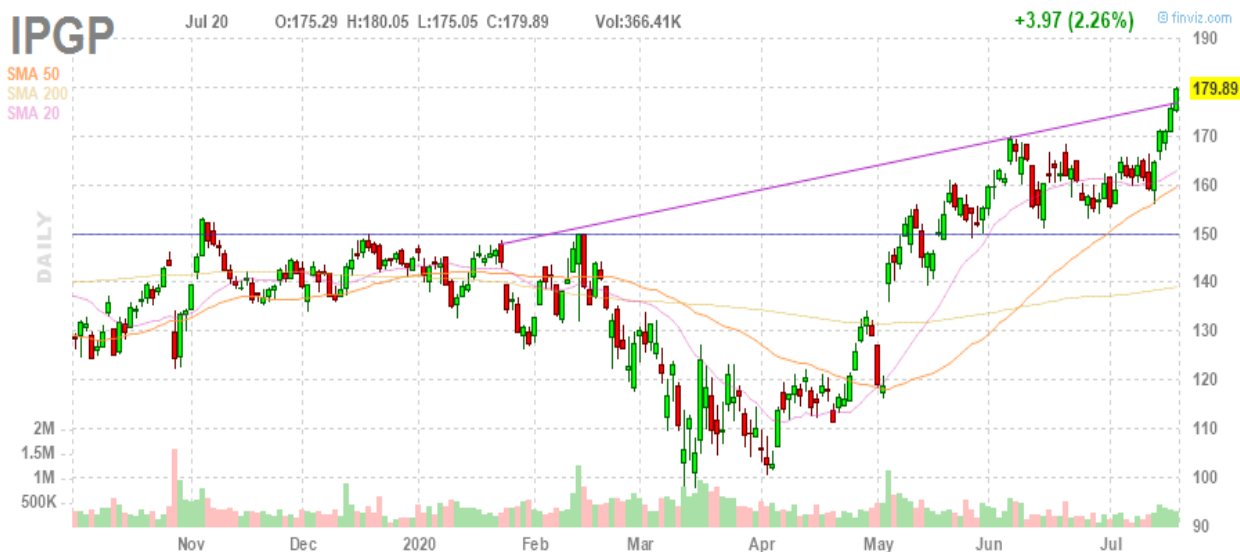 IPGP
Jul 20 O:175.29 H:180.05 L:175.05 C:179.89 Vol:366.41K +3.97 (2.26%) © finviz.com
SMA 50
SMA 200
SMA 20
DAILY
190
179.89
170
160
150
140
130
120
110
100
90
2M
1.5M
1M
500K
Nov Dec 2020 Feb Mar Apr May Jun Jul